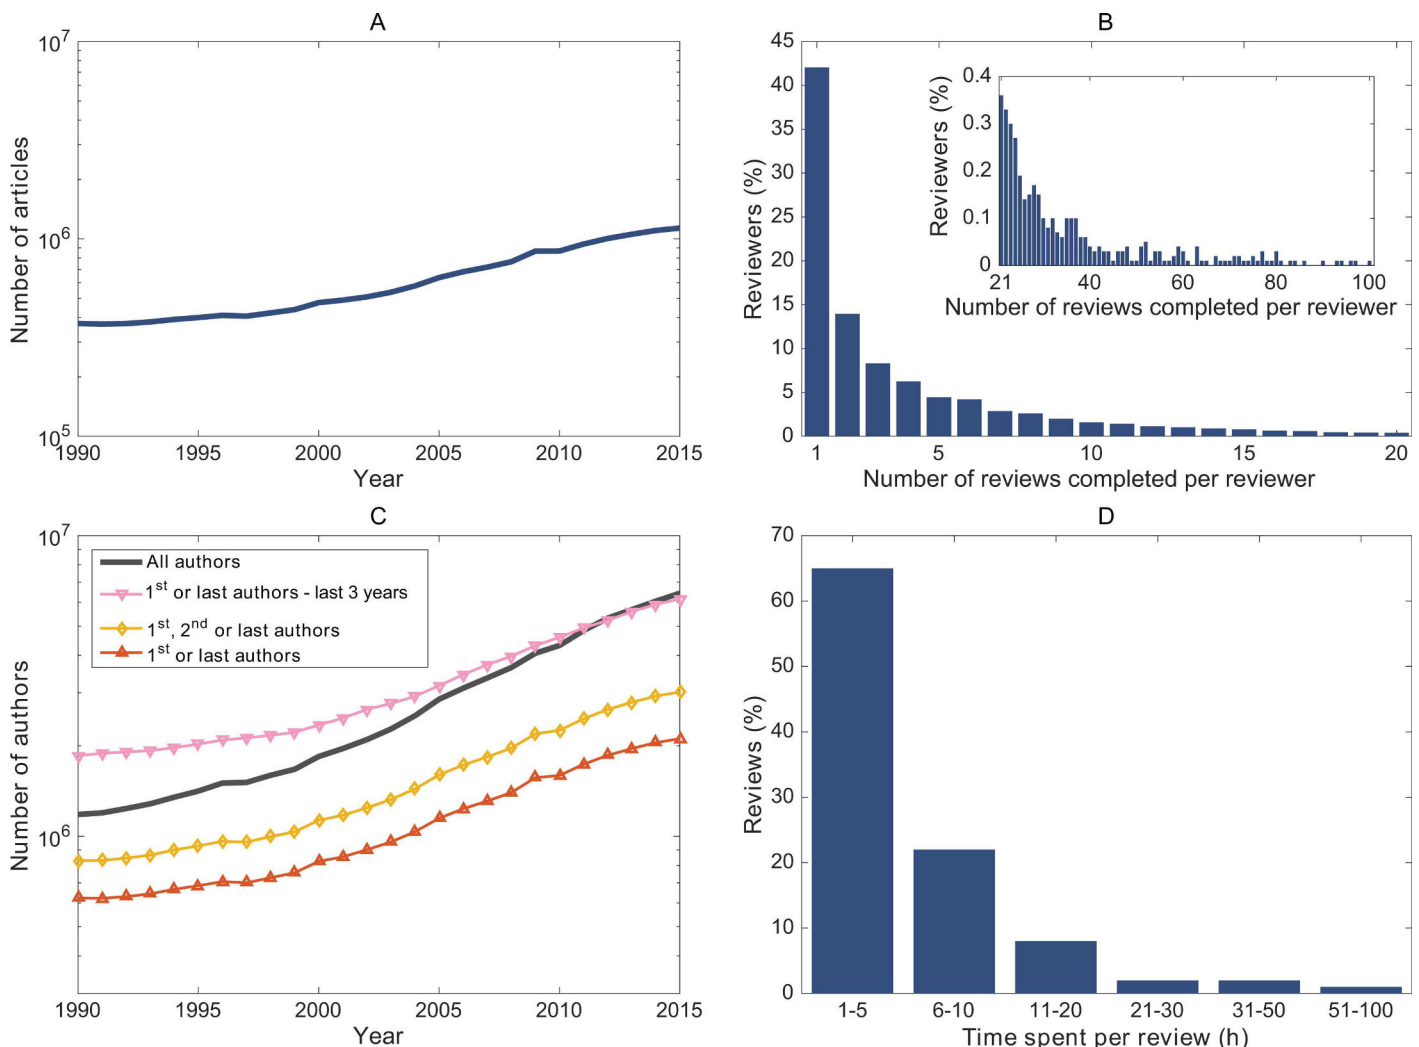 A
10^7
10^6
10^5
Number of articles
1990 1995 2000 2005 2010 2015
Year
B
45
40
35
30
25
20
15
10
5
0
Reviewers (%)
1 5 10 15 20
Number of reviews completed per reviewer
0.4
0.3
0.2
0.1
0
Reviewers (%)
21 40 60 80 100
Number of reviews completed per reviewer
C
10^7
10^6
Number of authors
All authors
1st or last authors - last 3 years
1st, 2nd or last authors
1st or last authors
1990 1995 2000 2005 2010 2015
Year
D
70
60
50
40
30
20
10
0
Reviews (%)
1-5 6-10 11-20 21-30 31-50 51-100
Time spent per review (h)